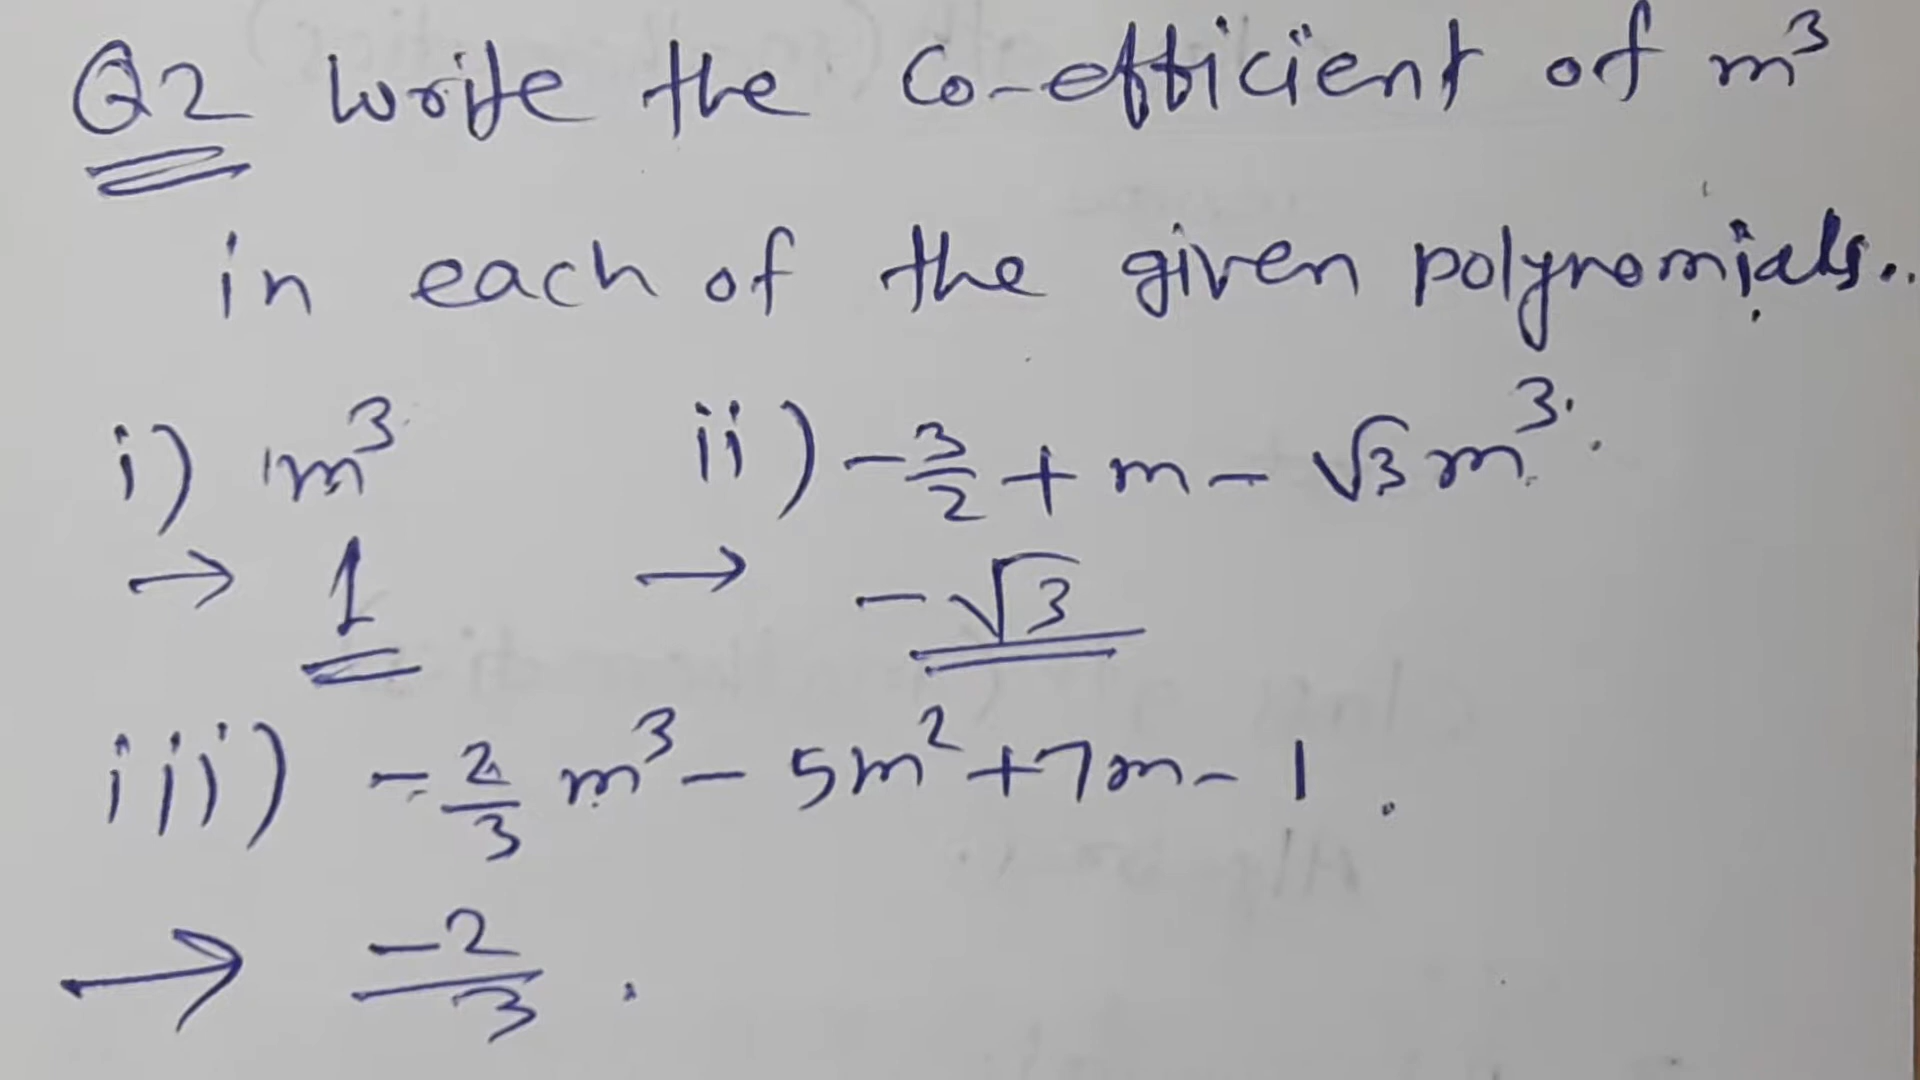 Q2 Write the Co-efficient of m³
in each of the given polynomials..
i) m³ ii) -3/2 + m - √3 m³.
→ 1 → -√3
iii) -2/3 m³ - 5m² + 7m - 1.
→ -2/3.